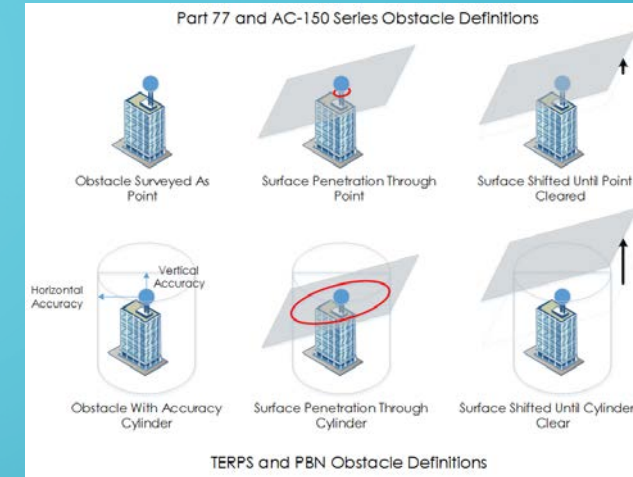 Part 77 and AC-150 Series Obstacle Definitions
Obstacle Surveyed As
Point
Surface Penetration Through
Point
Surface Shifted Until Point
Cleared
Vertical
Accuracy
Horizontal
Accuracy
Obstacle With Accuracy
Cylinder
Surface Penetration Through
Cylinder
Surface Shifted Until Cylinder
Clear
TERPS and PBN Obstacle Definitions